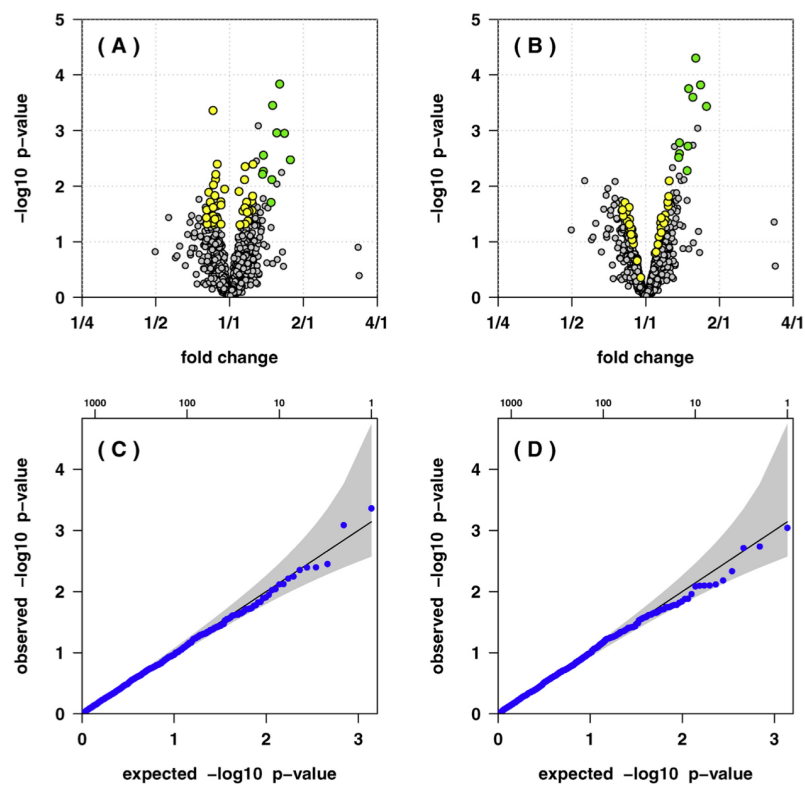 ( A )
5
4
3
2
1
0
−log10 p−value
1/4 1/2 1/1 2/1 4/1
fold change
( B )
5
4
3
2
1
0
−log10 p−value
1/4 1/2 1/1 2/1 4/1
fold change
1000 100 10 1
( C )
4
3
2
1
0
observed −log10 p−value
0 1 2 3
expected −log10 p−value
1000 100 10 1
( D )
4
3
2
1
0
observed −log10 p−value
0 1 2 3
expected −log10 p−value